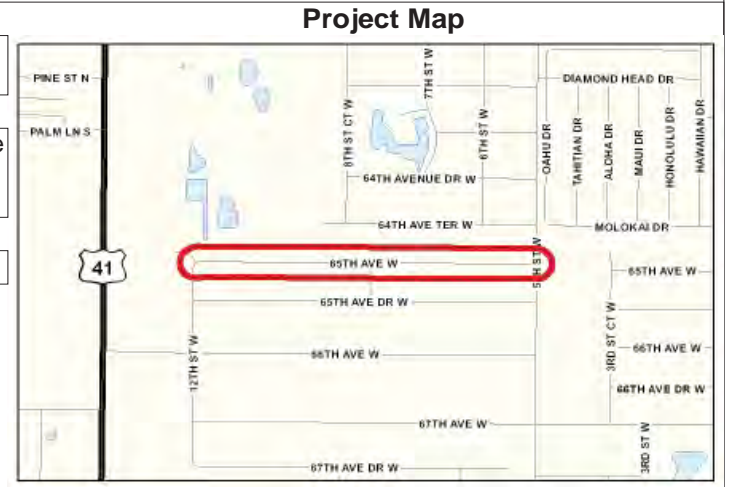 Project Map
e
PINE ST N
7TH ST W
DIAMOND HEAD DR
PALM LN S
8TH ST CT W
6TH ST W
OAHU DR
TAHITIAN DR
ALOHA DR
MAUI DR
HONOLULU DR
HAWAIIAN DR
64TH AVENUE DR W
64TH AVE TER W
MOLOKAI DR
41
65TH AVE W
5TH ST W
65TH AVE W
65TH AVE DR W
12TH ST W
66TH AVE W
3RD ST CT W
66TH AVE W
66TH AVE DR W
67TH AVE W
3RD ST W
67TH AVE DR W